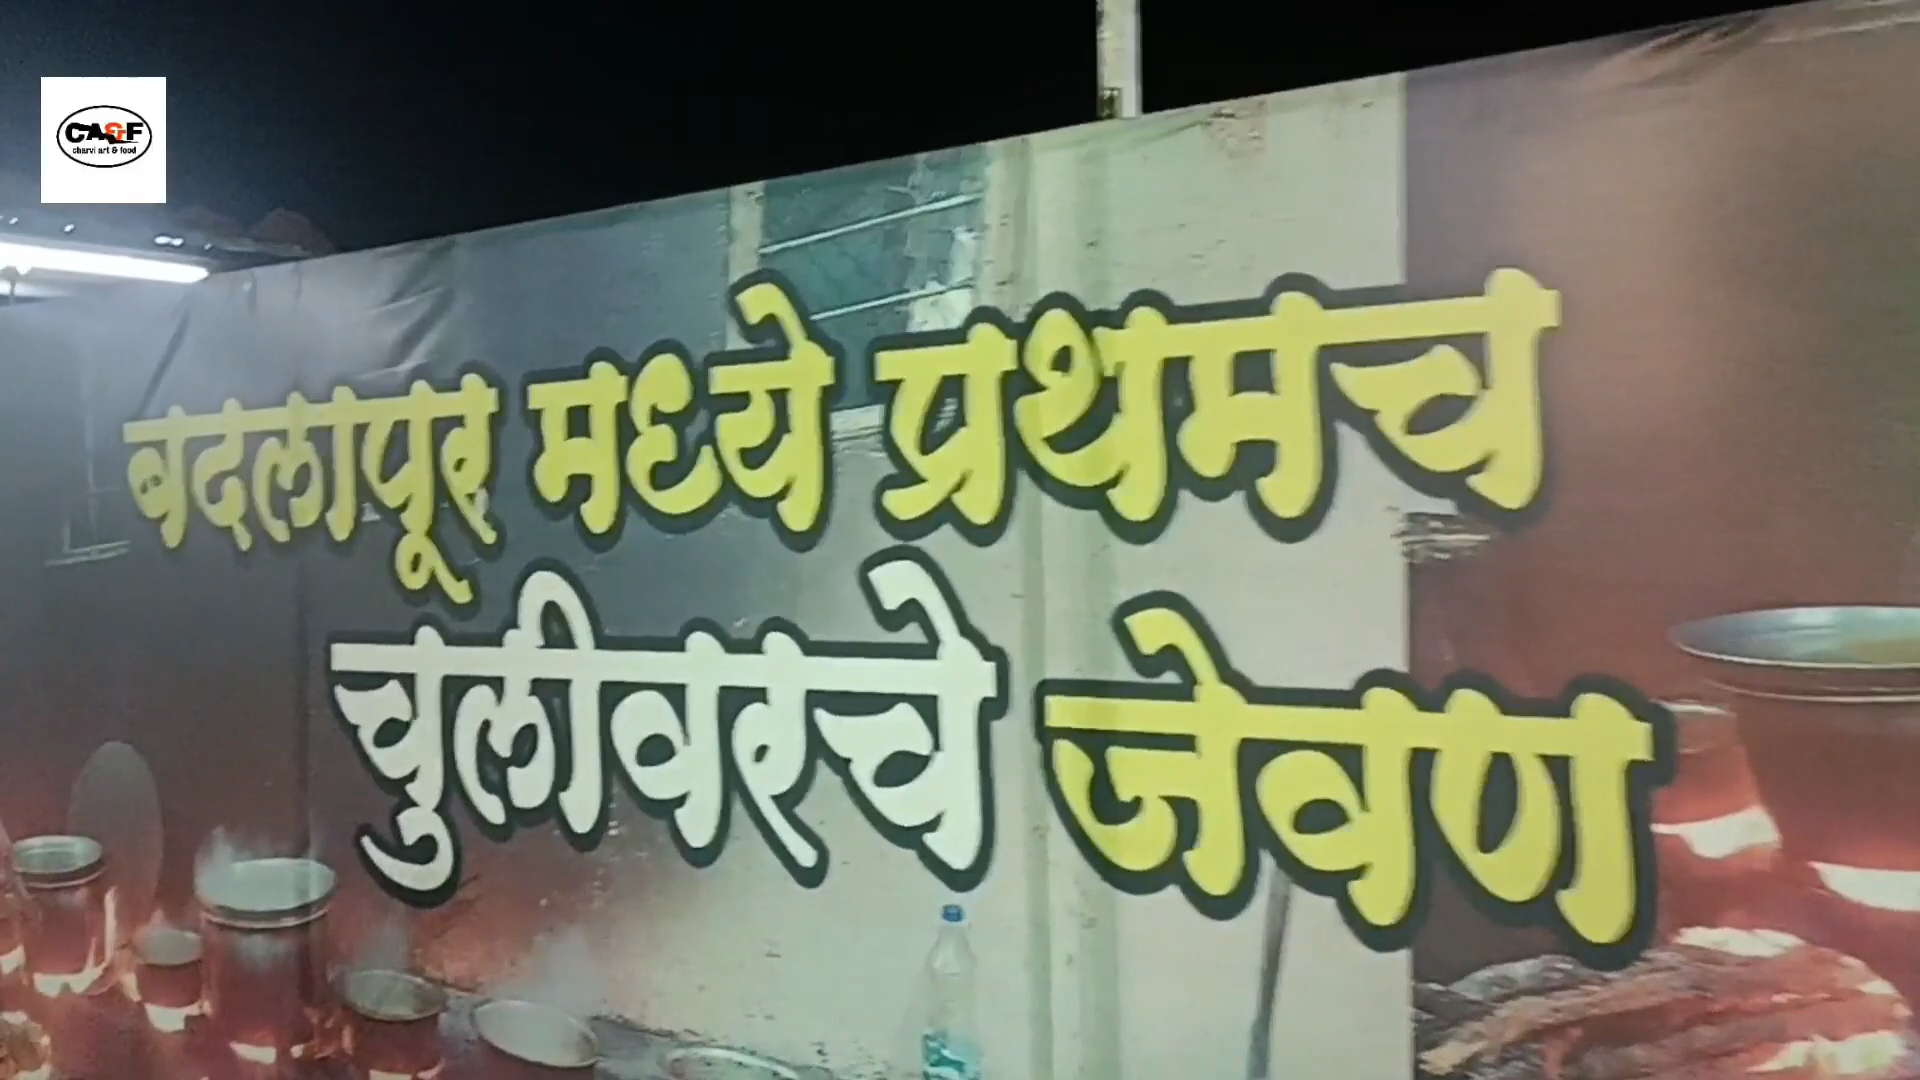 CA&F
charvi art & food
बदलापूर मध्ये प्रथमच
चुलीवरचे जेवण